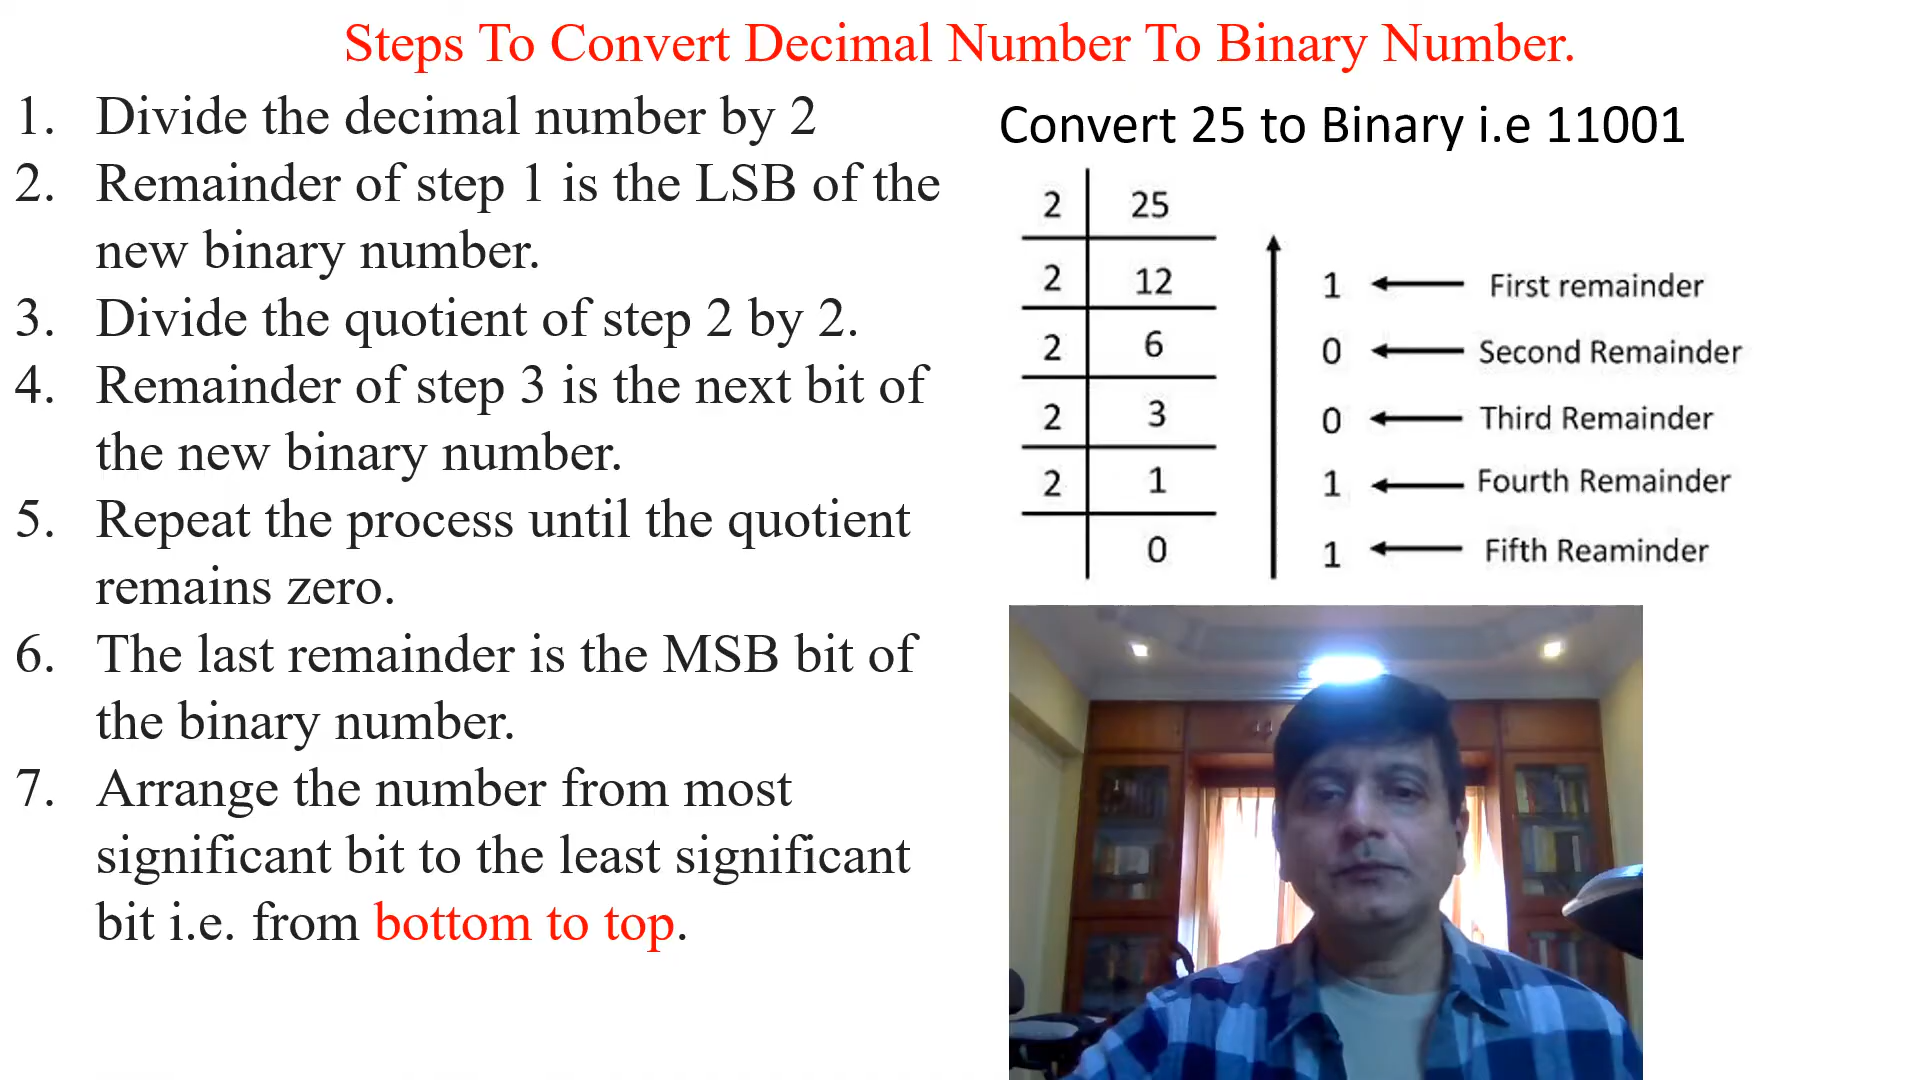 Steps To Convert Decimal Number To Binary Number.
1. Divide the decimal number by 2
2. Remainder of step 1 is the LSB of the
new binary number.
3. Divide the quotient of step 2 by 2.
4. Remainder of step 3 is the next bit of
the new binary number.
5. Repeat the process until the quotient
remains zero.
6. The last remainder is the MSB bit of
the binary number.
7. Arrange the number from most
significant bit to the least significant
bit i.e. from bottom to top.
Convert 25 to Binary i.e 11001
2 25
2 12 1 First remainder
2 6 0 Second Remainder
2 3 0 Third Remainder
2 1 1 Fourth Remainder
0 1 Fifth Reaminder